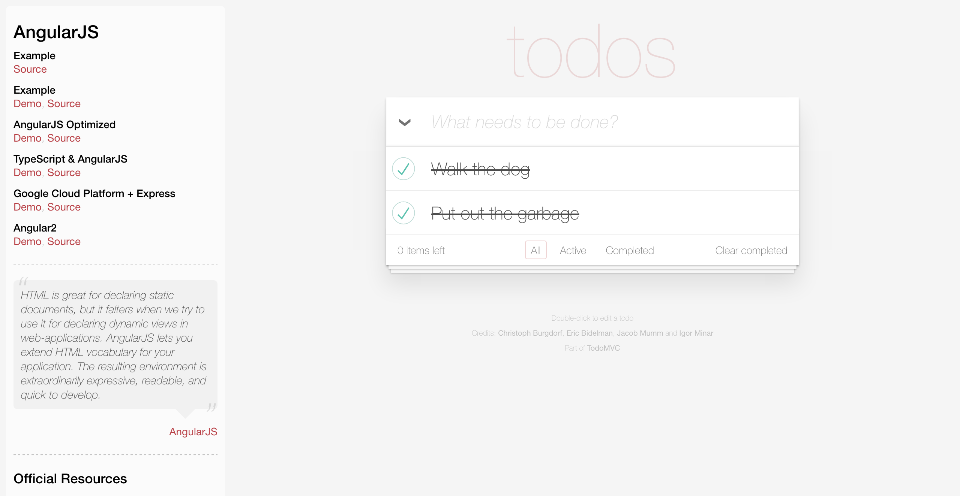 AngularJS
Example
Source
Example
Demo, Source
AngularJS Optimized
Demo, Source
TypeScript & AngularJS
Demo, Source
Google Cloud Platform + Express
Demo, Source
Angular2
Demo, Source
“
HTML is great for declaring static
documents, but it falters when we try to
use it for declaring dynamic views in
web-applications. AngularJS lets you
extend HTML vocabulary for your
application. The resulting environment is
extraordinarily expressive, readable, and
quick to develop.
”
AngularJS
Official Resources
todos
What needs to be done?
Walk the dog
Put out the garbage
0 items left
All
Active
Completed
Clear completed
Double-click to edit a todo
Credits: Christoph Burgdorf, Eric Bidelman, Jacob Mumm and Igor Minar
Part of TodoMVC